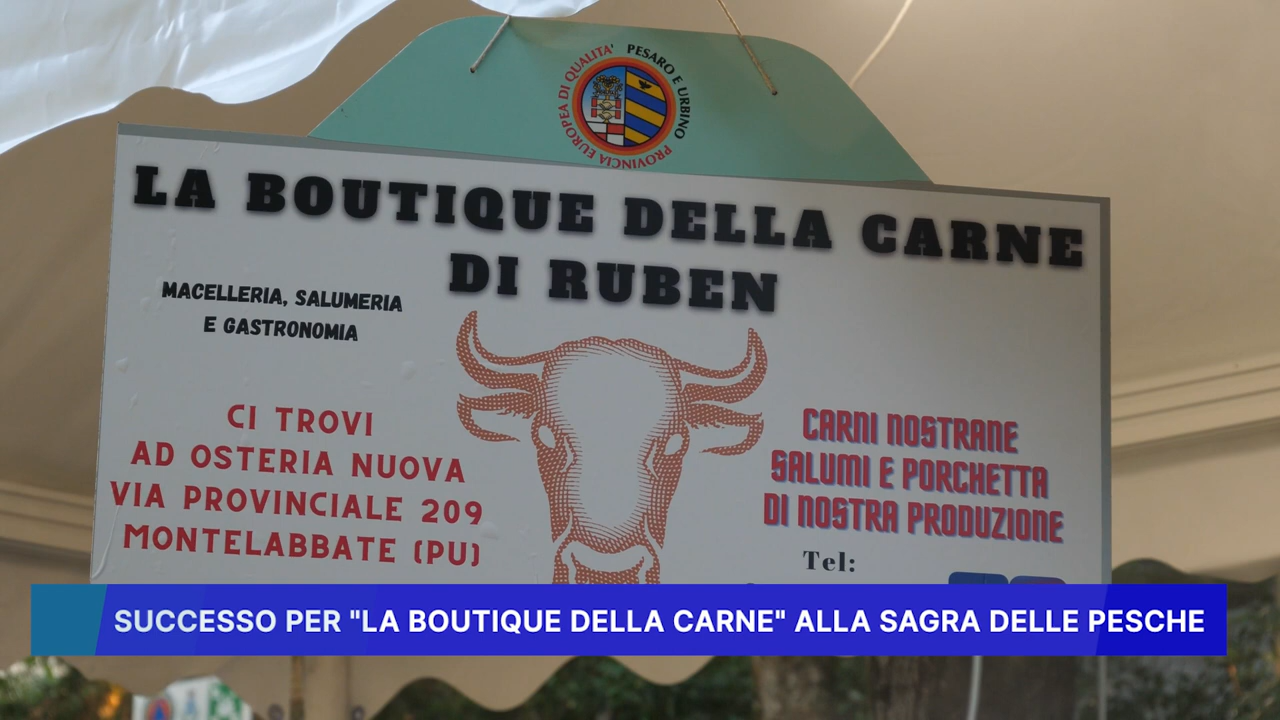 PROVINCIA EUROPEA DI QUALITA' PESARO E URBINO
LA BOUTIQUE DELLA CARNE
DI RUBEN
MACELLERIA, SALUMERIA
E GASTRONOMIA
CI TROVI
AD OSTERIA NUOVA
VIA PROVINCIALE 209
MONTELABBATE (PU)
CARNI NOSTRANE
SALUMI E PORCHETTA
DI NOSTRA PRODUZIONE
Tel:
SUCCESSO PER "LA BOUTIQUE DELLA CARNE" ALLA SAGRA DELLE PESCHE